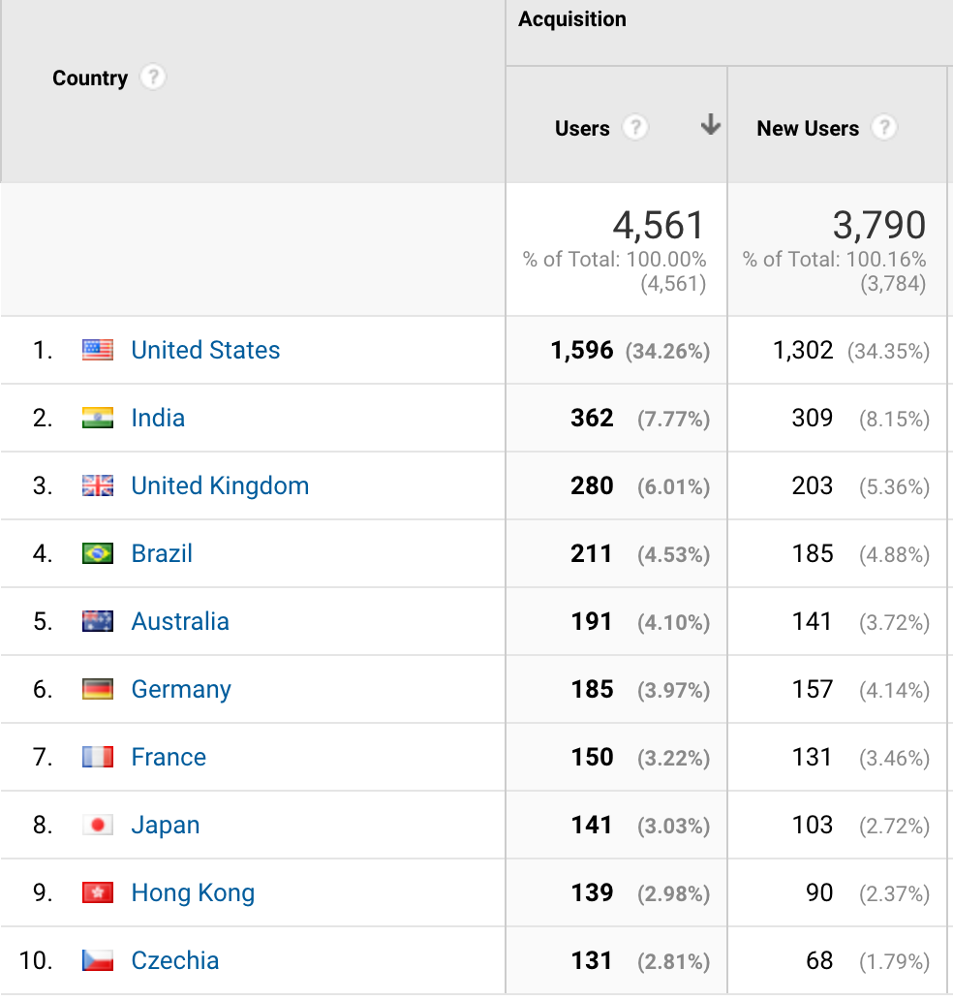 Acquisition
Country ?
Users ? New Users ?
4,561 3,790
% of Total: 100.00% % of Total: 100.16%
(4,561) (3,784)
1. United States 1,596 (34.26%) 1,302 (34.35%)
2. India 362 (7.77%) 309 (8.15%)
3. United Kingdom 280 (6.01%) 203 (5.36%)
4. Brazil 211 (4.53%) 185 (4.88%)
5. Australia 191 (4.10%) 141 (3.72%)
6. Germany 185 (3.97%) 157 (4.14%)
7. France 150 (3.22%) 131 (3.46%)
8. Japan 141 (3.03%) 103 (2.72%)
9. Hong Kong 139 (2.98%) 90 (2.37%)
10. Czechia 131 (2.81%) 68 (1.79%)